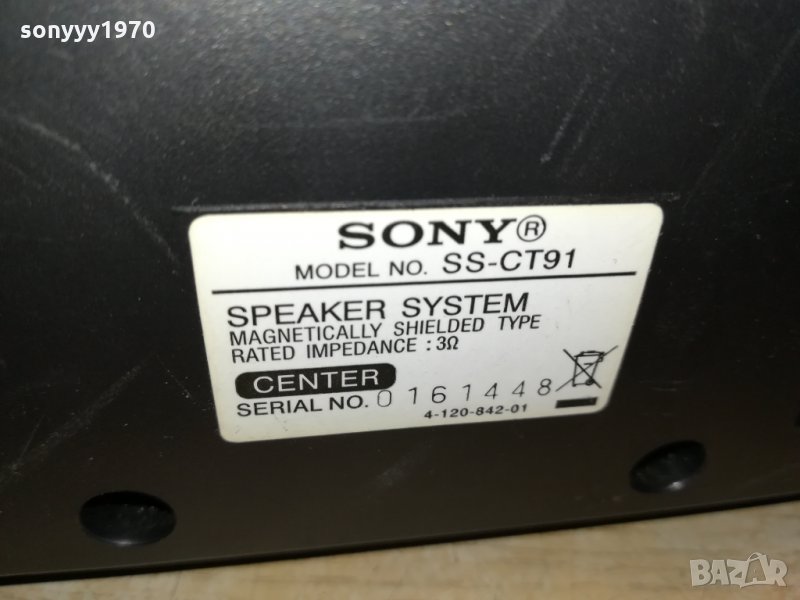 sonyyy1970
SONY®
MODEL NO. SS-CT91
SPEAKER SYSTEM
MAGNETICALLY SHIELDED TYPE
RATED IMPEDANCE : 3Ω
CENTER
SERIAL NO. 0161448
4-120-842-01
BAZAR